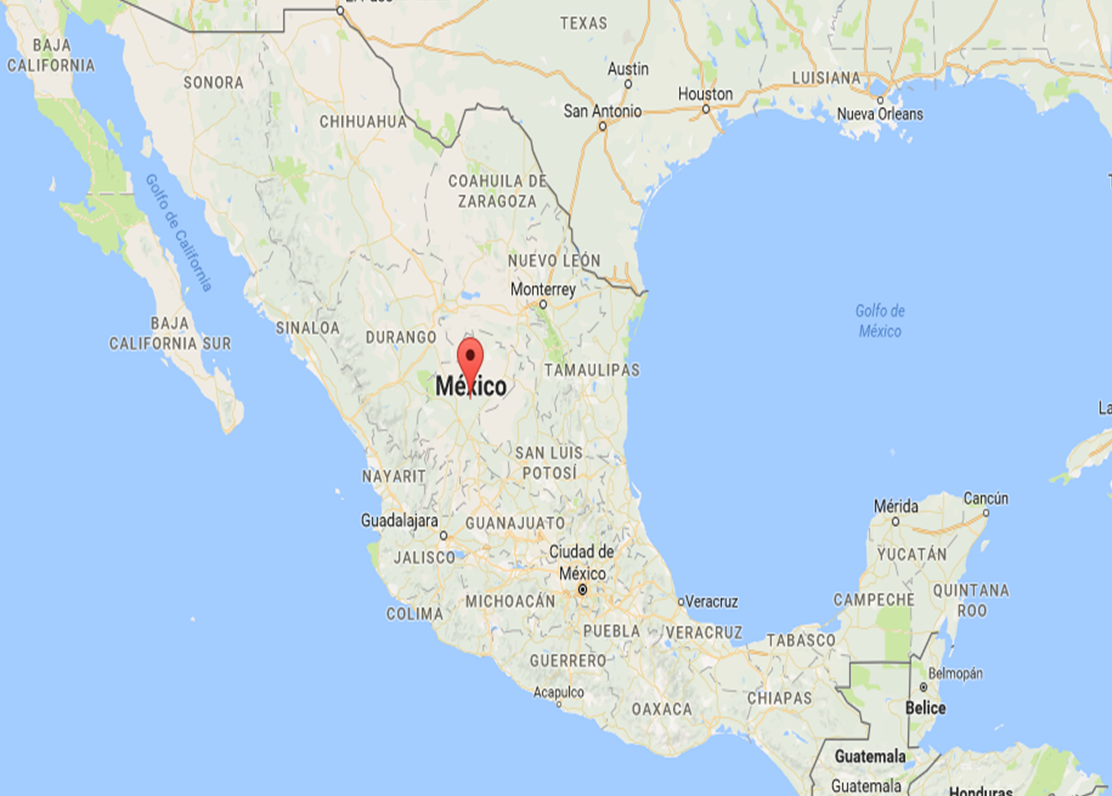 TEXAS
BAJA
CALIFORNIA
SONORA
Austin
LUISIANA
Houston
San Antonio
Nueva Orleans
CHIHUAHUA
COAHUILA DE
ZARAGOZA
Golfo de California
NUEVO LEÓN
Monterrey
Golfo de
México
BAJA
CALIFORNIA SUR
SINALOA
DURANGO
TAMAULIPAS
México
SAN LUIS
POTOSÍ
NAYARIT
Guadalajara
GUANAJUATO
Mérida
Cancún
JALISCO
Ciudad de
México
YUCATÁN
COLIMA
MICHOACÁN
Veracruz
CAMPECHE
QUINTANA
ROO
PUEBLA
VERACRUZ
TABASCO
GUERRERO
Acapulco
OAXACA
CHIAPAS
Belmopán
Belice
Guatemala
Guatemala
Honduras